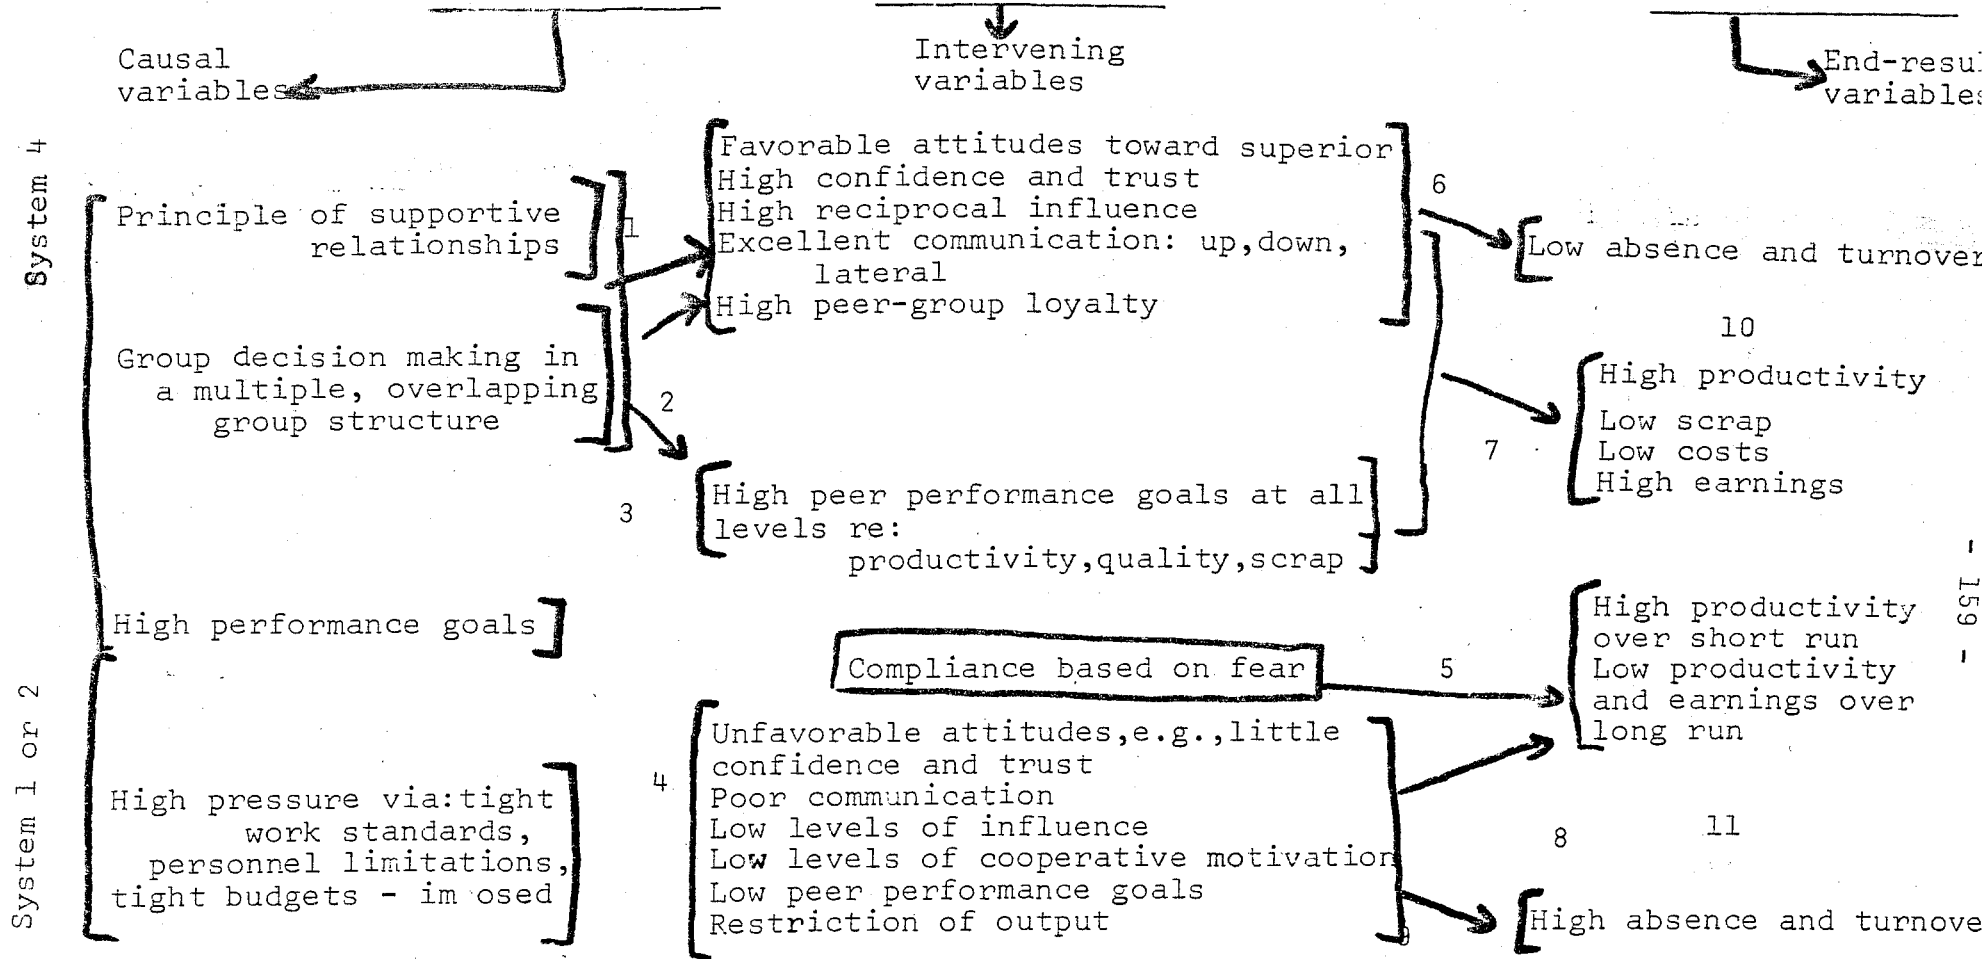 Causal
variables
Intervening
variables
End-resul
variables
System 4
Principle of supportive
relationships
Group decision making in
a multiple, overlapping
group structure
High performance goals
System 1 or 2
High pressure via:tight
work standards,
personnel limitations,
tight budgets - im osed
1
2
3
4
Favorable attitudes toward superior
High confidence and trust
High reciprocal influence
Excellent communication: up,down,
lateral
High peer-group loyalty
High peer performance goals at all
levels re:
productivity,quality,scrap
Compliance based on fear
Unfavorable attitudes,e.g.,little
confidence and trust
Poor communication
Low levels of influence
Low levels of cooperative motivation
Low peer performance goals
Restriction of output
6
7
5
8
9
Low absence and turnover
10
High productivity
Low scrap
Low costs
High earnings
High productivity
over short run
Low productivity
and earnings over
long run
11
High absence and turnove
- 159 -